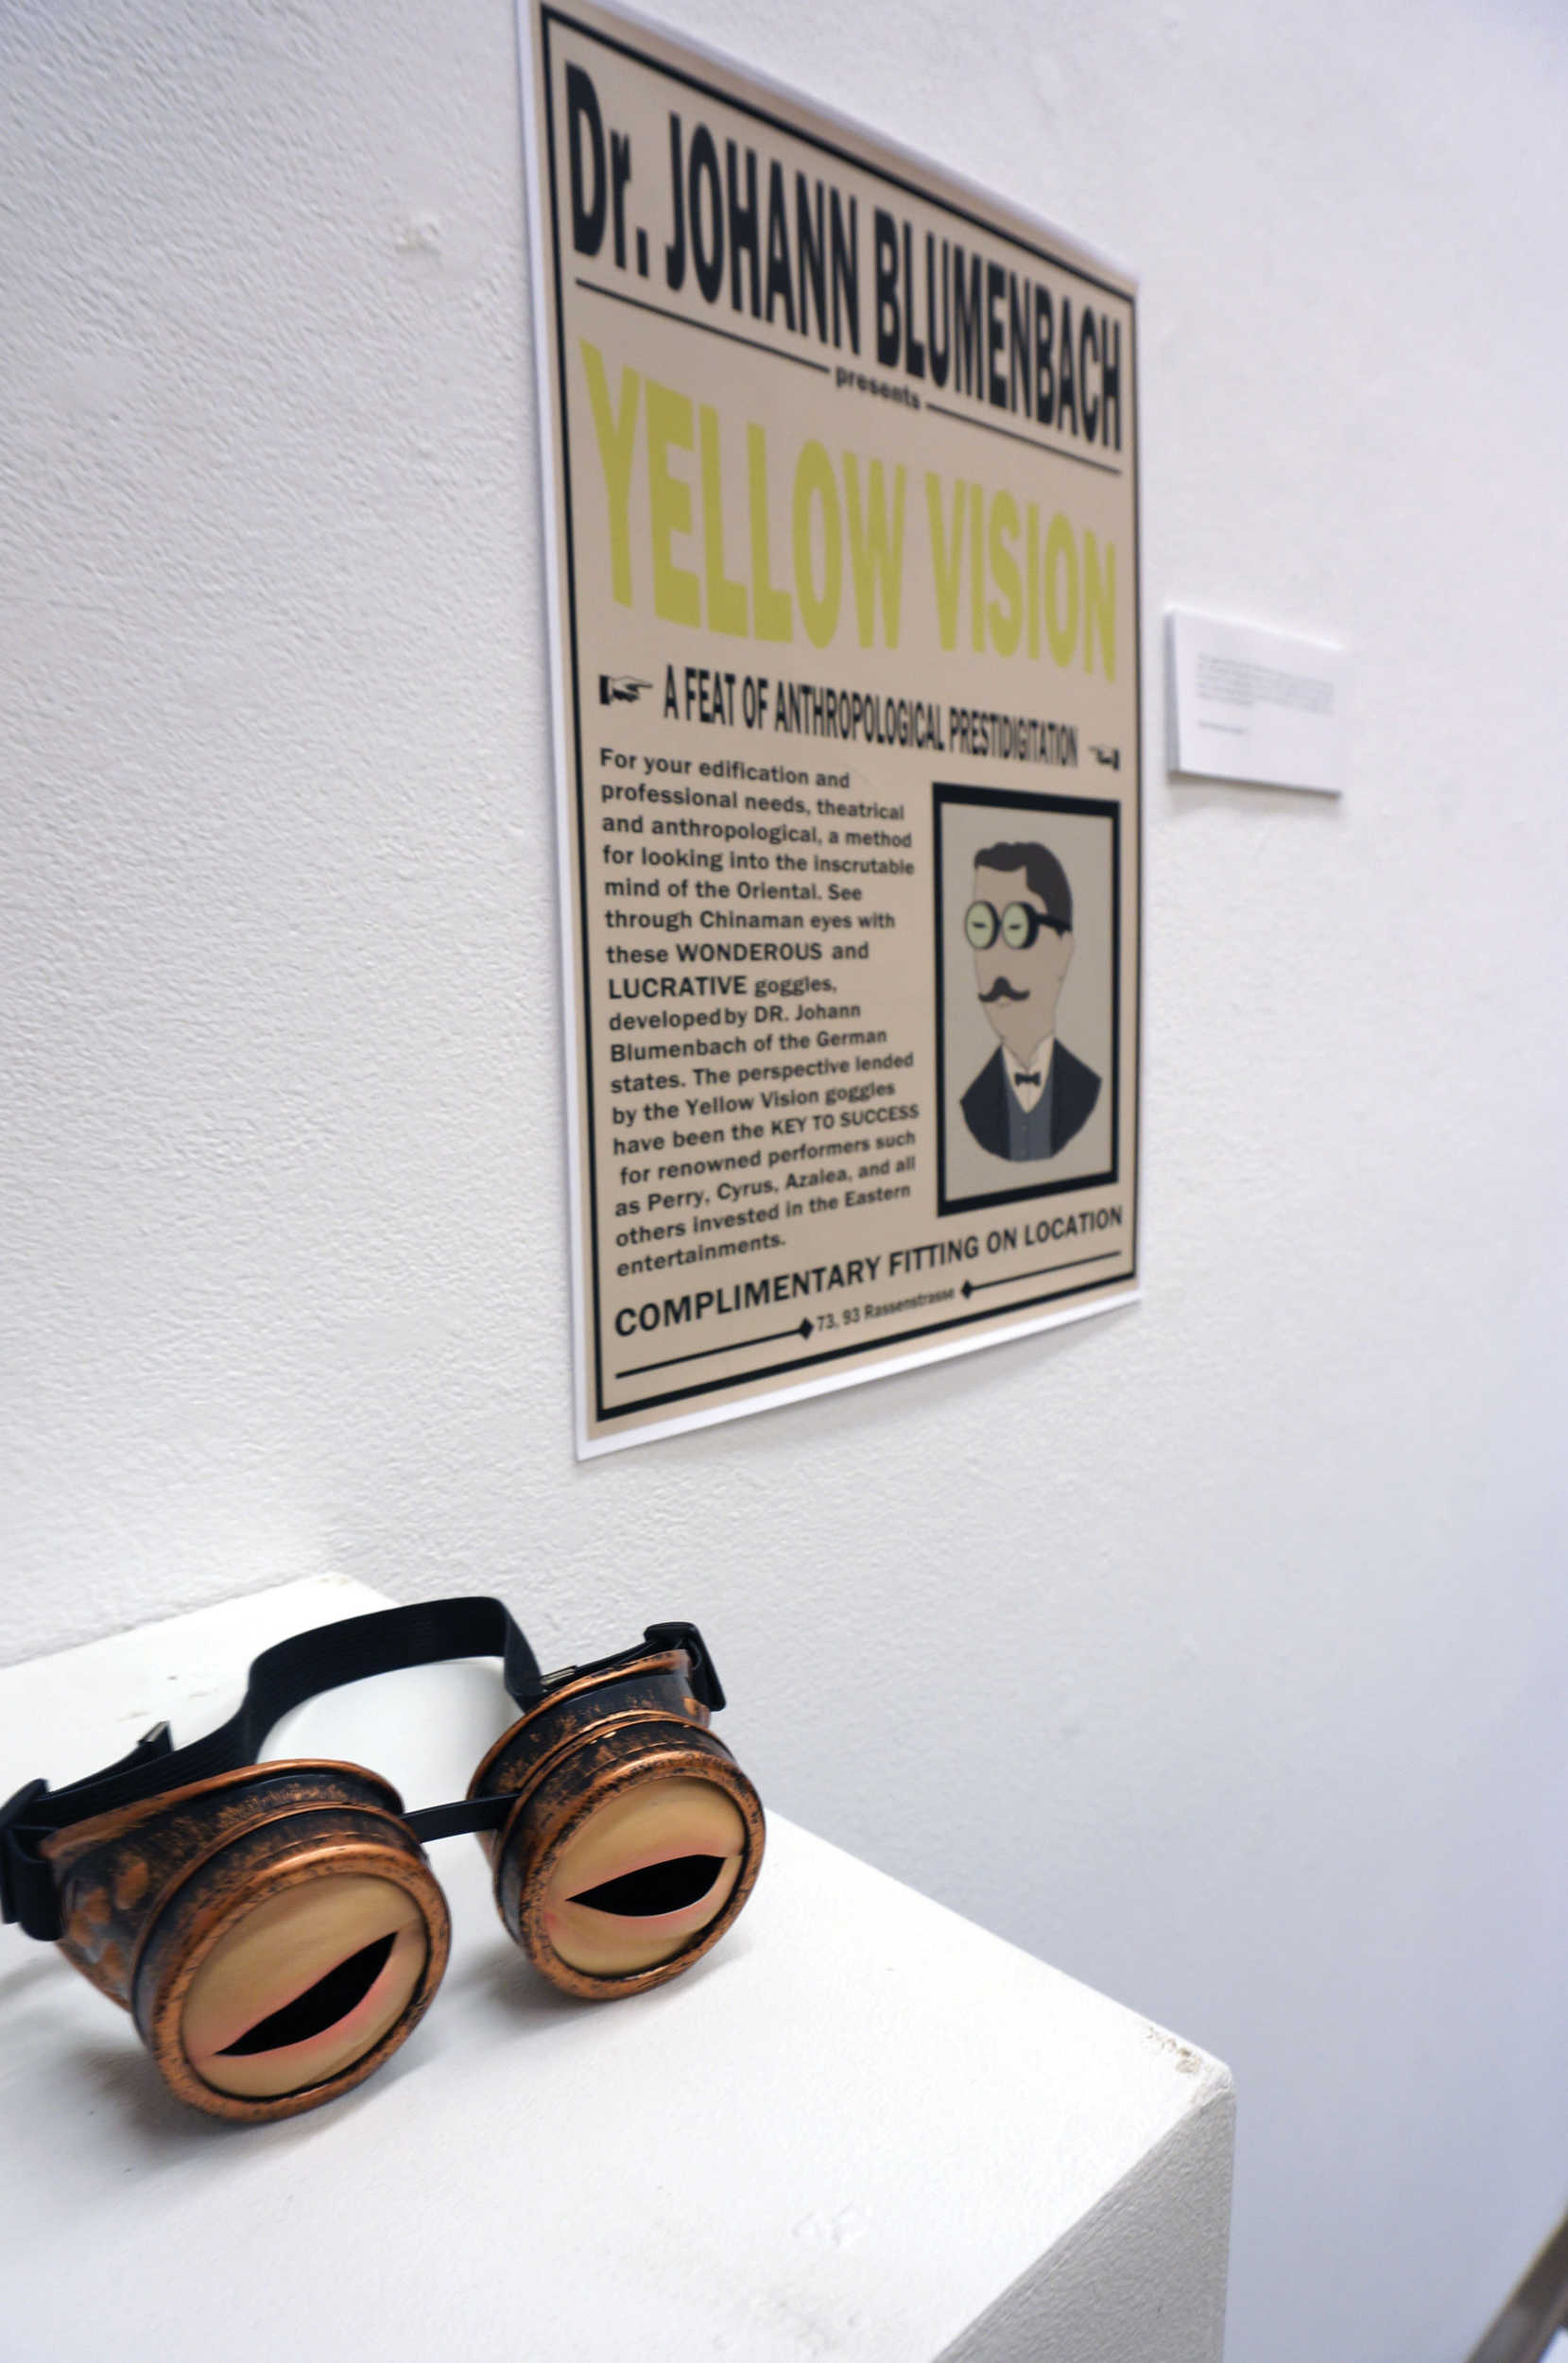 Dr. JOHANN BLUMENBACH
presents
YELLOW VISION
A FEAT OF ANTHROPOLOGICAL PRESTIDIGITATION
For your edification and
professional needs, theatrical
and anthropological, a method
for looking into the inscrutable
mind of the Oriental. See
through Chinaman eyes with
these WONDEROUS and
LUCRATIVE goggles,
developed by DR. Johann
Blumenbach of the German
states. The perspective lended
by the Yellow Vision goggles
have been the KEY TO SUCCESS
for renowned performers such
as Perry, Cyrus, Azalea, and all
others invested in the Eastern
entertainments.
COMPLIMENTARY FITTING ON LOCATION
73, 93 Rassenstrasse